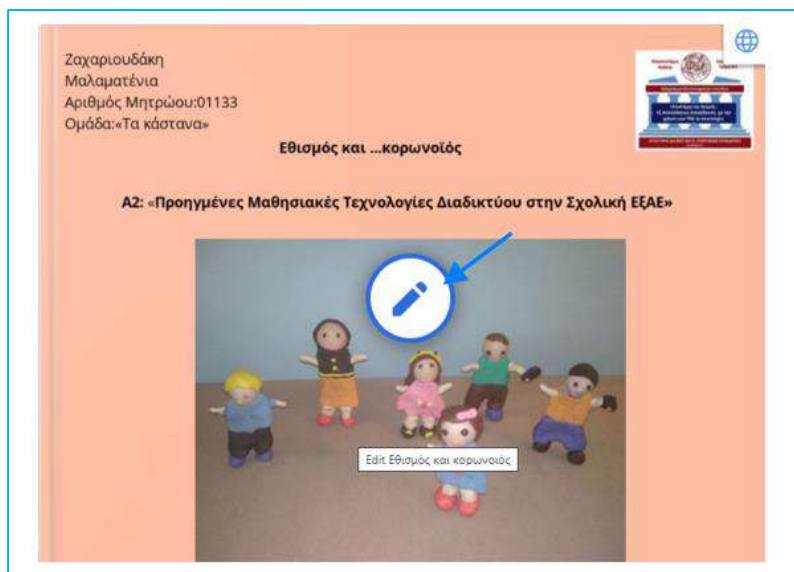 Ζαχαριουδάκη
Μαλαματένια
Αριθμός Μητρώου:01133
Ομάδα:«Τα κάστανα»
Εθισμός και ...κορωνοϊός
Α2: «Προηγμένες Μαθησιακές Τεχνολογίες Διαδικτύου στην Σχολική ΕξΑΕ»
Edit Εθισμός και κορωνοιός